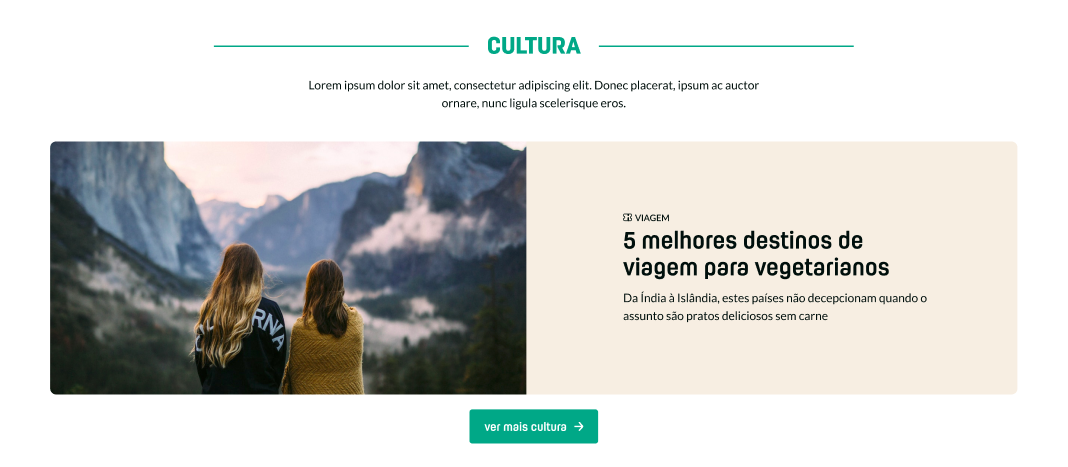 CULTURA
Lorem ipsum dolor sit amet, consectetur adipiscing elit. Donec placerat, ipsum ac auctor
ornare, nunc ligula scelerisque eros.
VIAGEM
5 melhores destinos de
viagem para vegetarianos
Da Índia à Islândia, estes países não decepcionam quando o
assunto são pratos deliciosos sem carne
ver mais cultura →